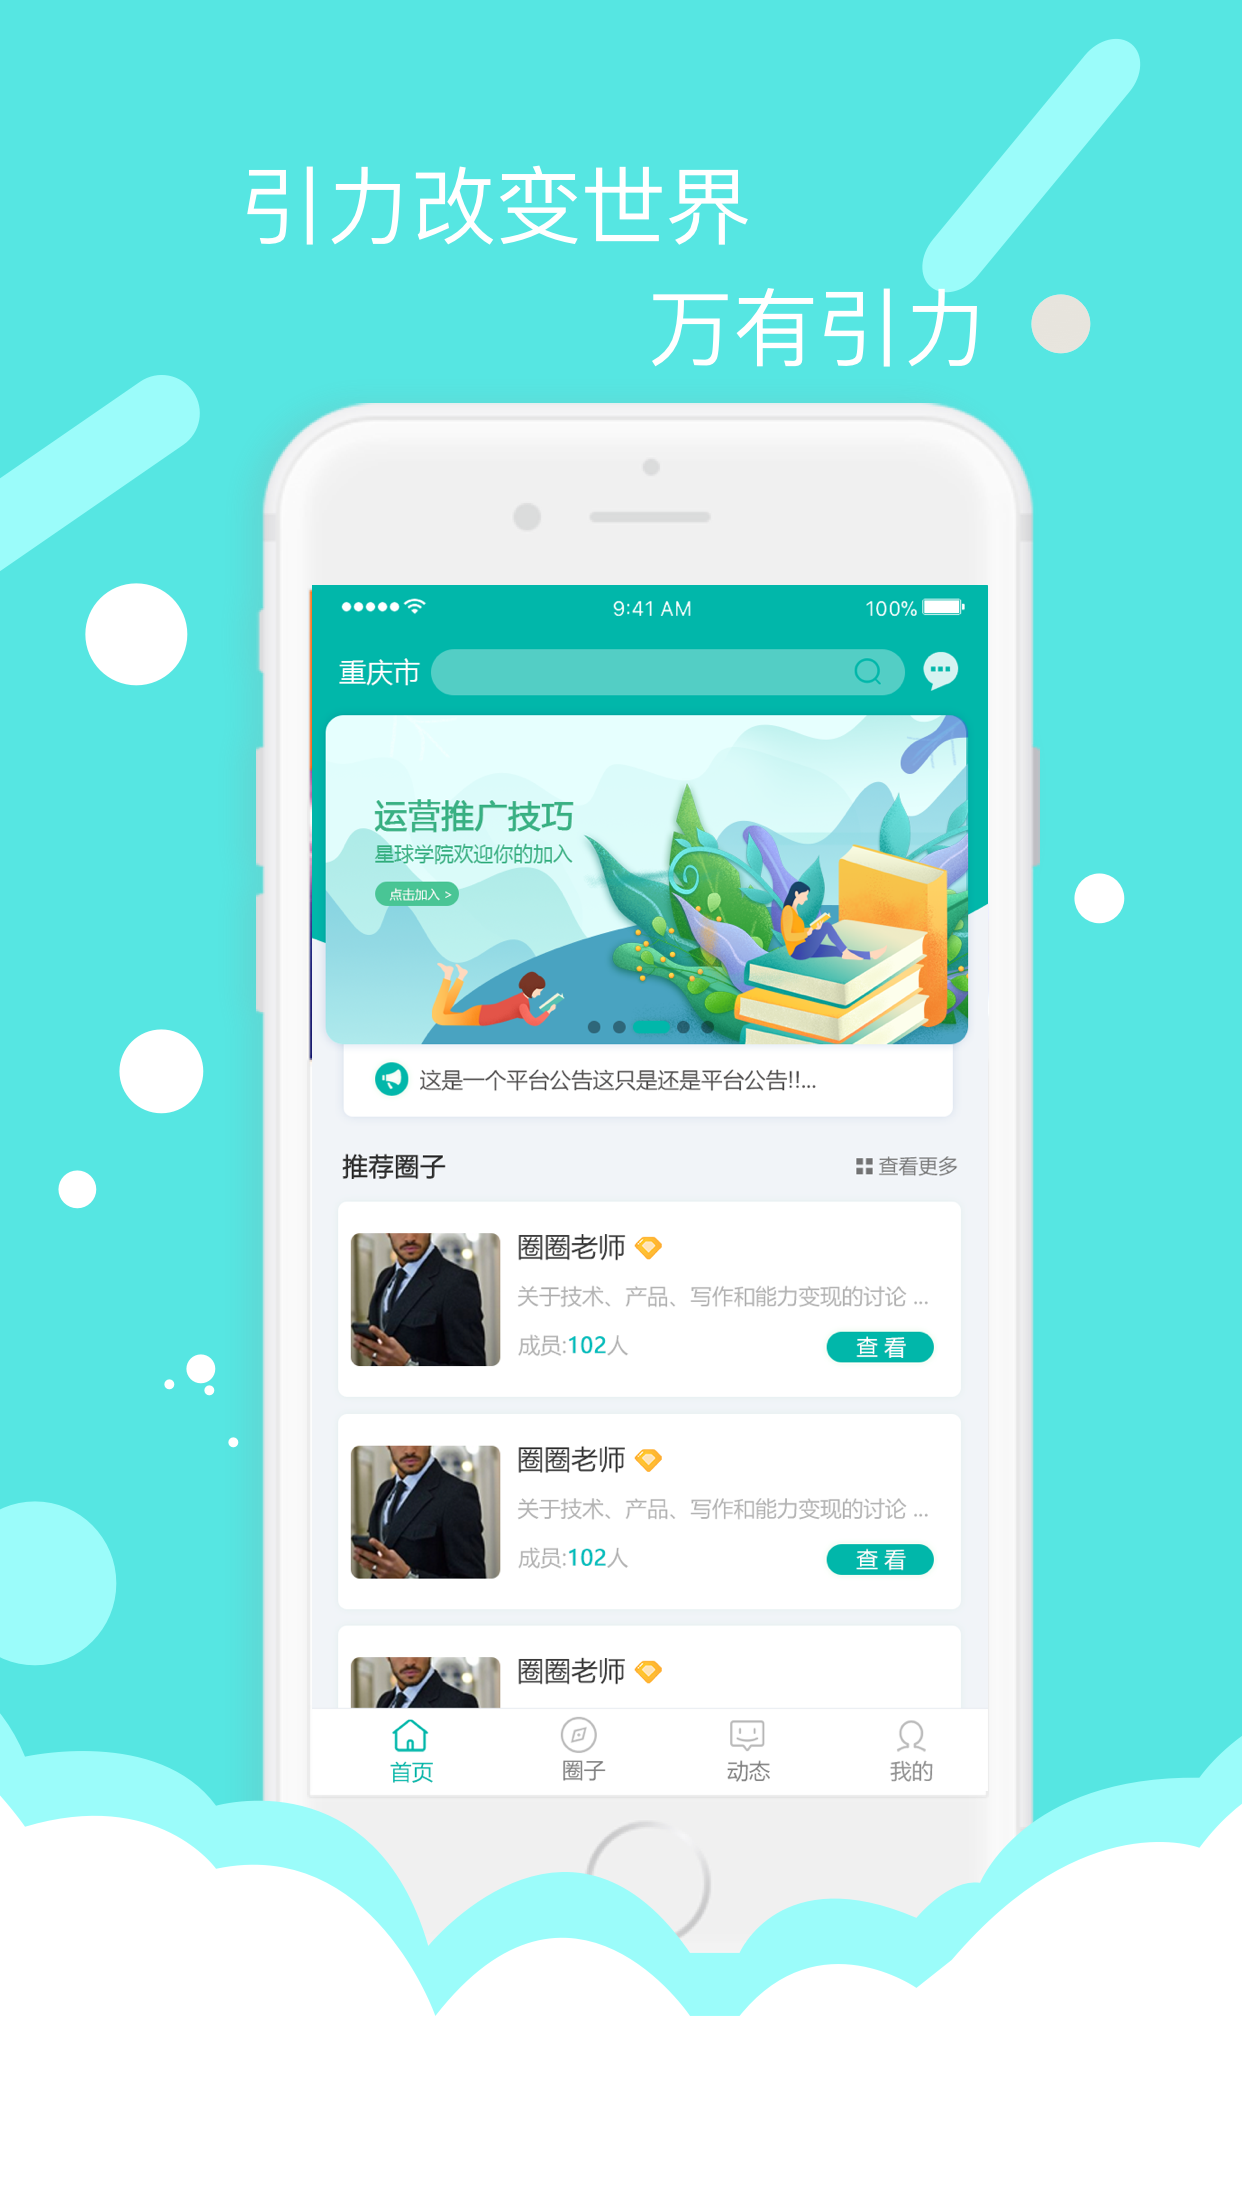 引力改变世界
万有引力
9:41 AM
100%
重庆市
运营推广技巧
星球学院欢迎你的加入
点击加入 >
这是一个平台公告这只是还是平台公告!!...
推荐圈子
查看更多
圈圈老师
关于技术、产品、写作和能力变现的讨论 ...
成员:102人
查 看
圈圈老师
关于技术、产品、写作和能力变现的讨论 ...
成员:102人
查 看
圈圈老师
首页
圈子
动态
我的